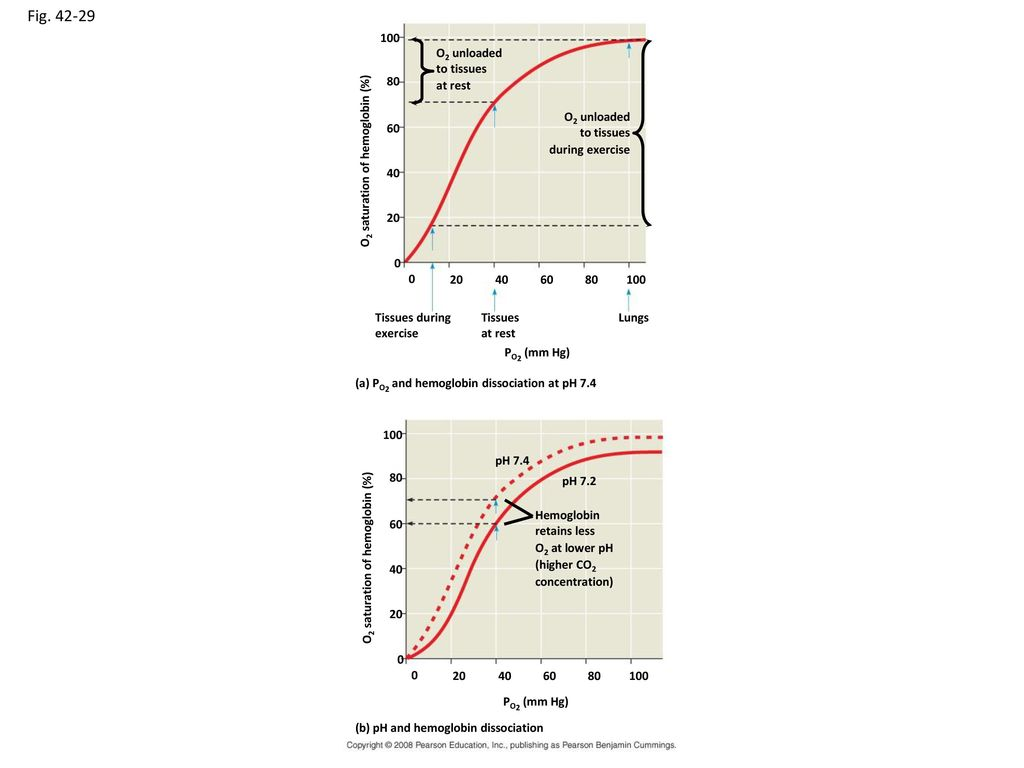 Fig. 42-29
100
80
60
40
20
0
O2 saturation of hemoglobin (%)
O2 unloaded
to tissues
at rest
O2 unloaded
to tissues
during exercise
0 20 40 60 80 100
Tissues during
exercise
Tissues
at rest
Lungs
PO2 (mm Hg)
(a) PO2 and hemoglobin dissociation at pH 7.4
100
80
60
40
20
0
O2 saturation of hemoglobin (%)
pH 7.4
pH 7.2
Hemoglobin
retains less
O2 at lower pH
(higher CO2
concentration)
0 20 40 60 80 100
PO2 (mm Hg)
(b) pH and hemoglobin dissociation
Copyright © 2008 Pearson Education, Inc., publishing as Pearson Benjamin Cummings.